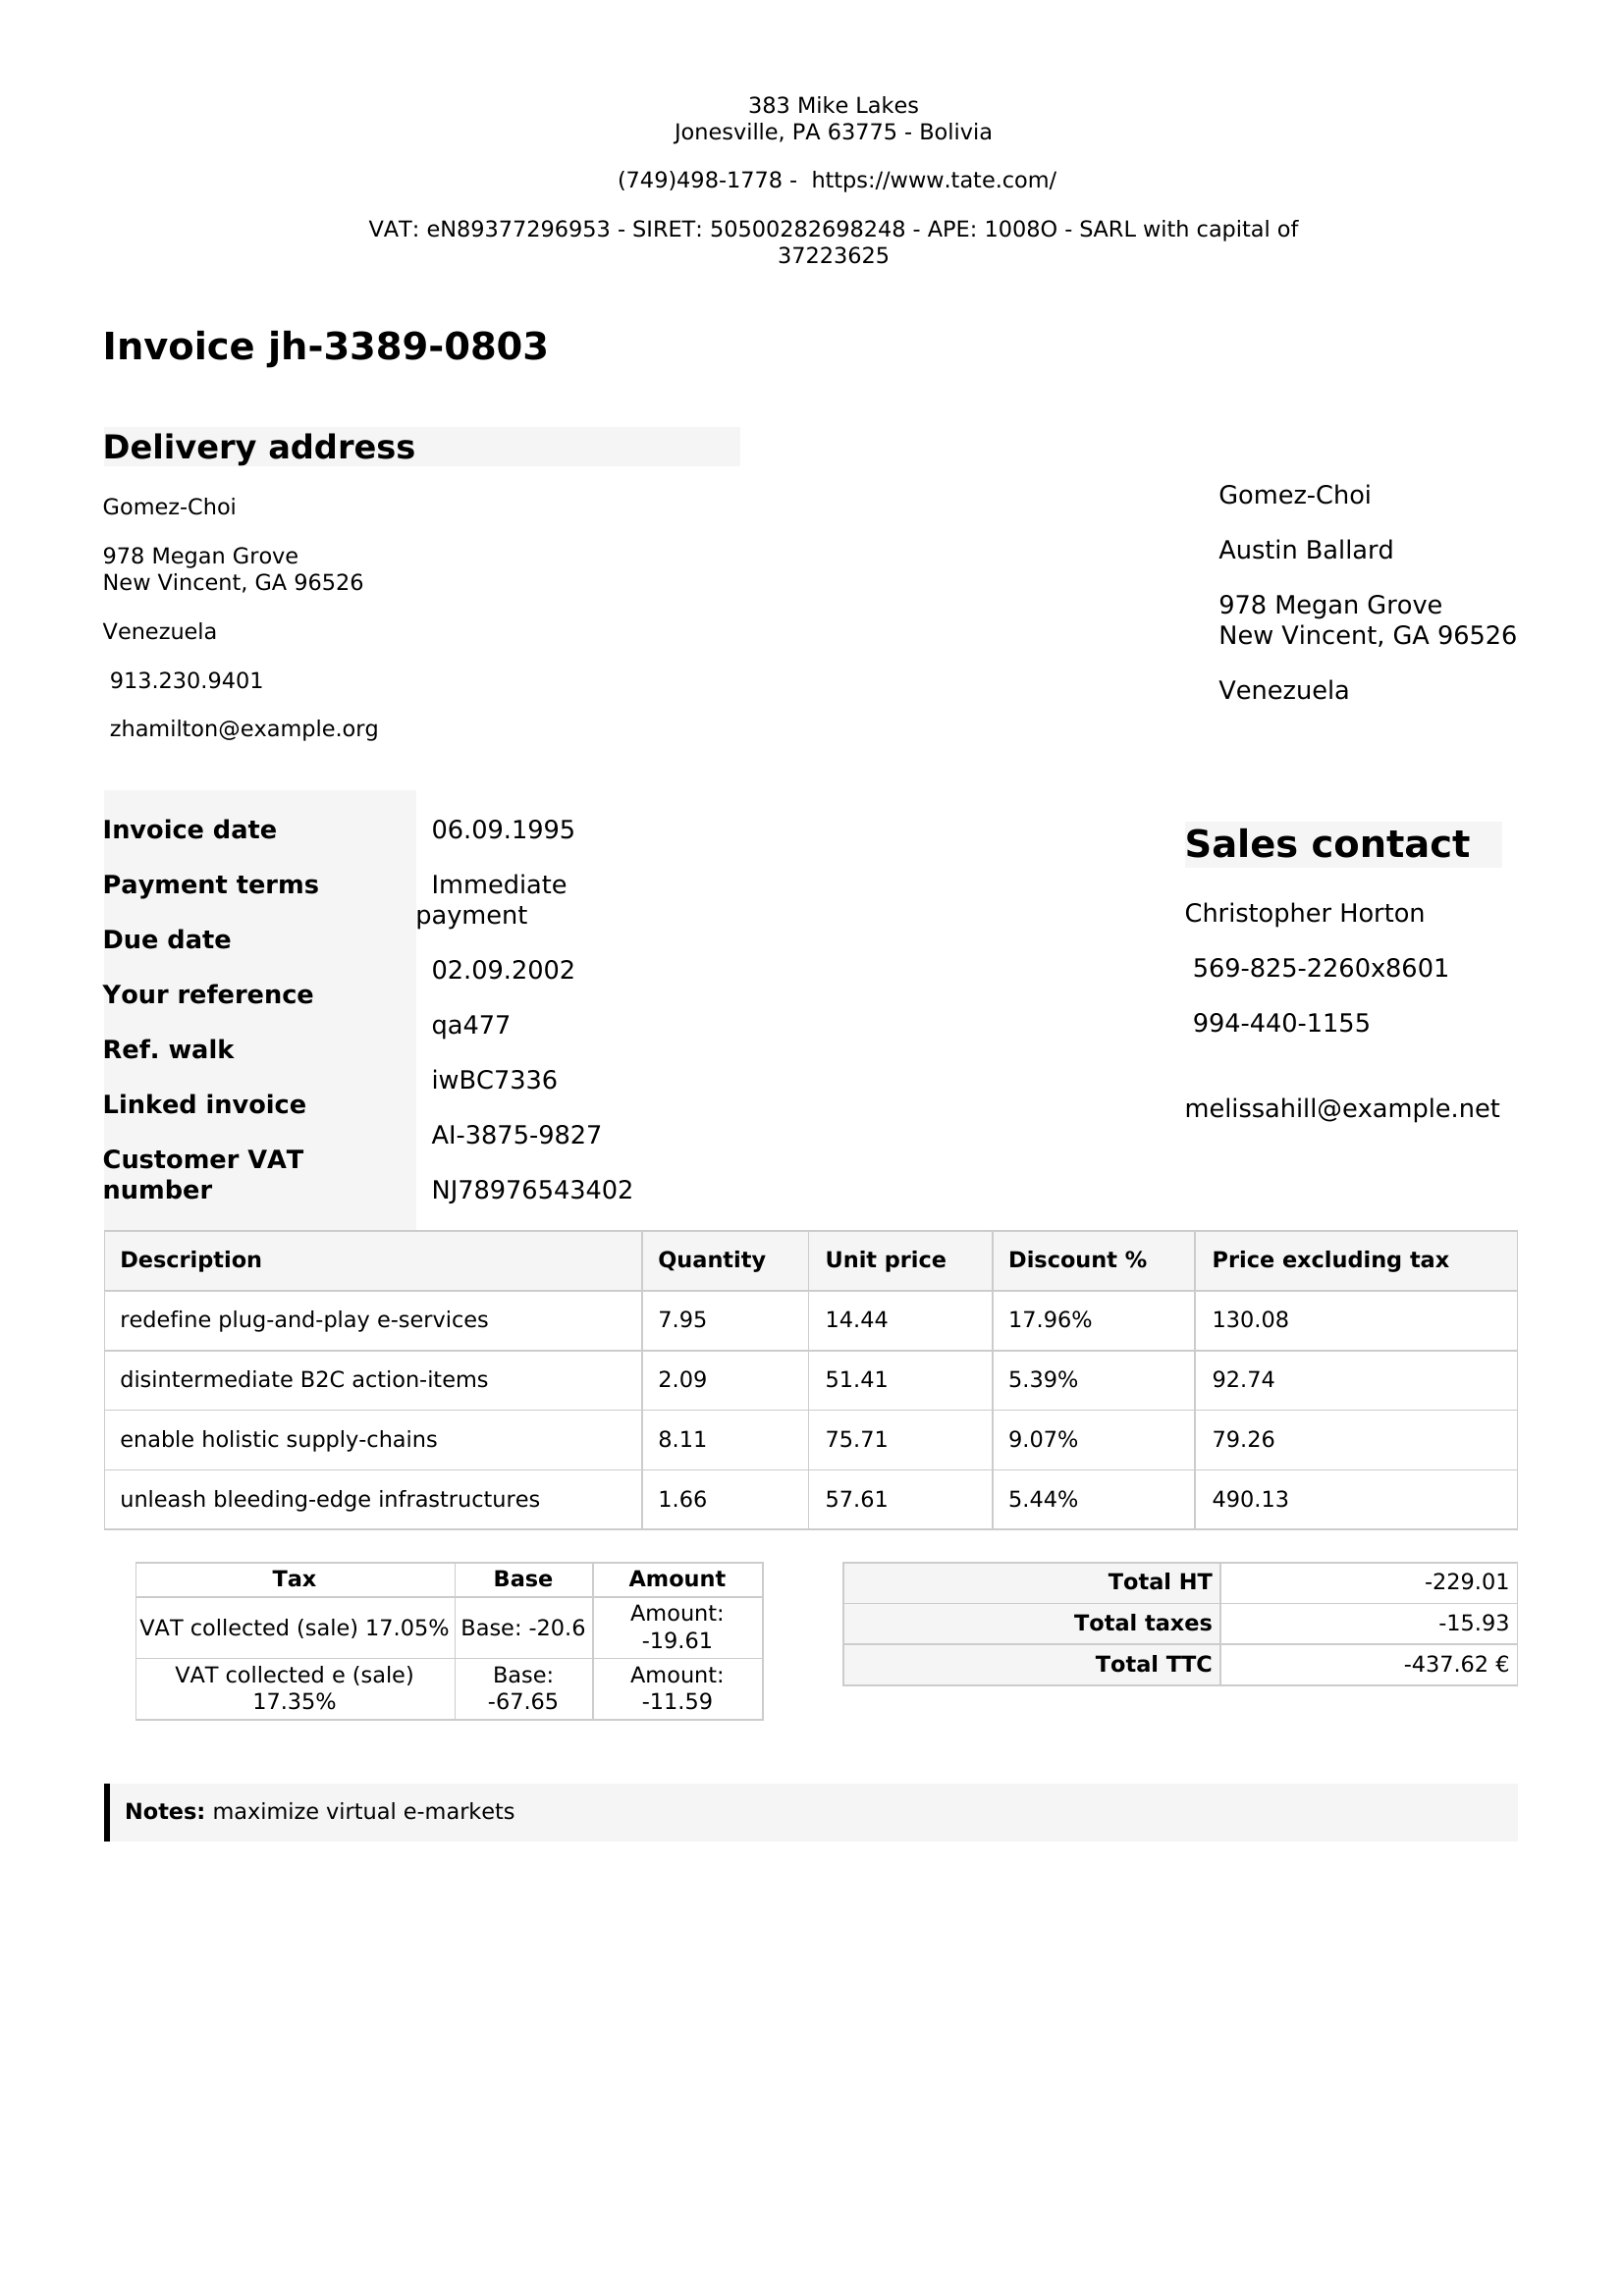 383 Mike Lakes
Jonesville, PA 63775 - Bolivia
(749)498-1778 -  https://www.tate.com/
VAT: eN89377296953 - SIRET: 50500282698248 - APE: 1008O - SARL with capital of
37223625
Invoice jh-3389-0803
Delivery address
Gomez-Choi
978 Megan Grove
New Vincent, GA 96526
Venezuela
913.230.9401
zhamilton@example.org
Gomez-Choi
Austin Ballard
978 Megan Grove
New Vincent, GA 96526
Venezuela
Invoice date
Payment terms
Due date
Your reference
Ref. walk
Linked invoice
Customer VAT
number
06.09.1995
Immediate
payment
02.09.2002
qa477
iwBC7336
AI-3875-9827
NJ78976543402
Sales contact
Christopher Horton
569-825-2260x8601
994-440-1155
melissahill@example.net
Description Quantity Unit price Discount % Price excluding tax
redefine plug-and-play e-services 7.95 14.44 17.96% 130.08
disintermediate B2C action-items 2.09 51.41 5.39% 92.74
enable holistic supply-chains 8.11 75.71 9.07% 79.26
unleash bleeding-edge infrastructures 1.66 57.61 5.44% 490.13
Tax Base Amount
VAT collected (sale) 17.05% Base: -20.6 Amount:
-19.61
VAT collected e (sale) Base: Amount:
17.35% -67.65 -11.59
Total HT -229.01
Total taxes -15.93
Total TTC -437.62 €
Notes: maximize virtual e-markets